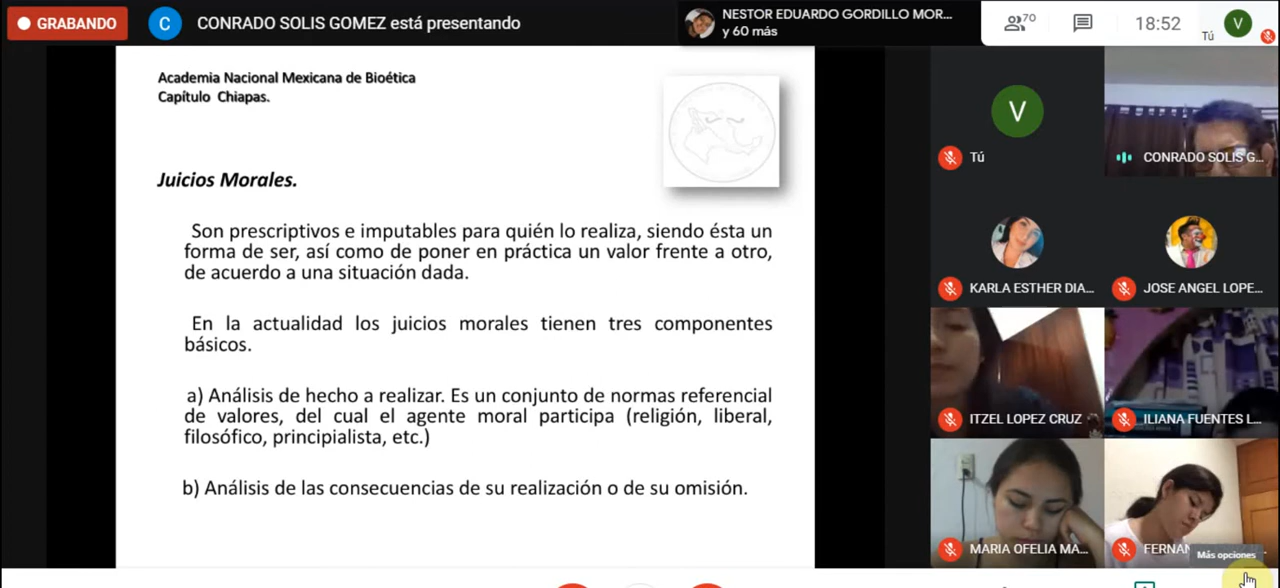 GRABANDO
C
CONRADO SOLIS GOMEZ está presentando
NESTOR EDUARDO GORDILLO MOR...
y 60 más
70
18:52
Tú
V
Academia Nacional Mexicana de Bioética
Capítulo Chiapas.
Juicios Morales.
Son prescriptivos e imputables para quién lo realiza, siendo ésta un
forma de ser, así como de poner en práctica un valor frente a otro,
de acuerdo a una situación dada.
En la actualidad los juicios morales tienen tres componentes
básicos.
a) Análisis de hecho a realizar. Es un conjunto de normas referencial
de valores, del cual el agente moral participa (religión, liberal,
filosófico, principialista, etc.)
b) Análisis de las consecuencias de su realización o de su omisión.
V
Tú
CONRADO SOLIS G...
KARLA ESTHER DIA...
JOSE ANGEL LOPE...
ITZEL LOPEZ CRUZ
ILIANA FUENTES L...
MARIA OFELIA MA...
FERNAN
Más opciones